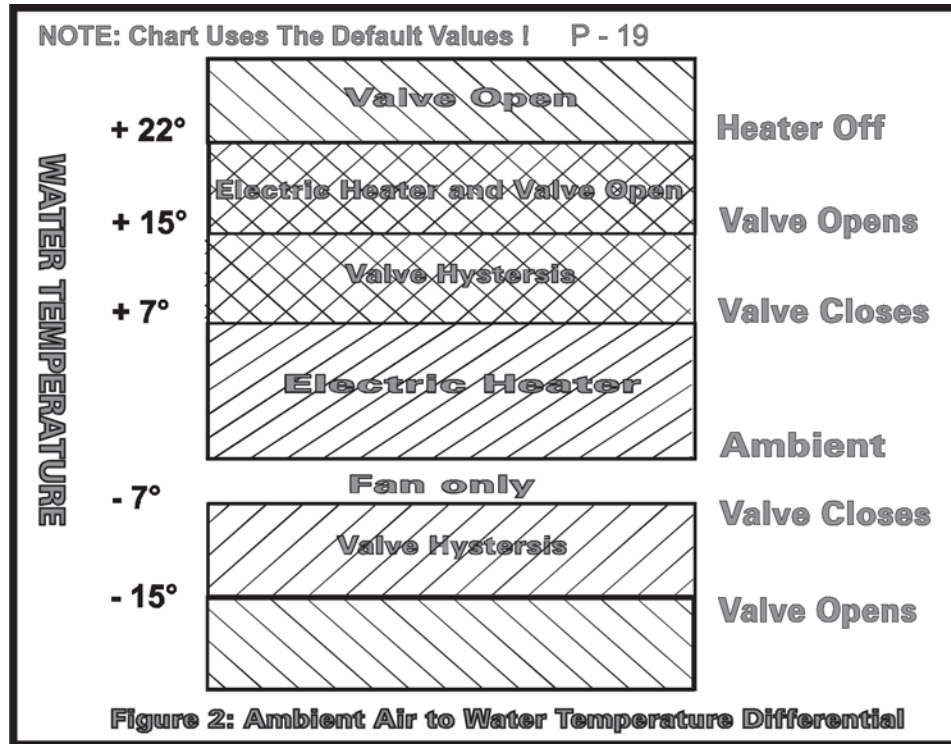 NOTE: Chart Uses The Default Values ! P - 19
Valve Open
+ 22°
Heater Off
Electric Heater and Valve Open
+ 15°
Valve Opens
Valve Hystersis
+ 7°
Valve Closes
Electric Heater
WATER TEMPERATURE
Ambient
Fan only
- 7°
Valve Closes
Valve Hystersis
- 15°
Valve Opens
Figure 2: Ambient Air to Water Temperature Differential